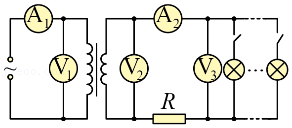 A₁
A₂
V₁
V₂
V₃
~
R